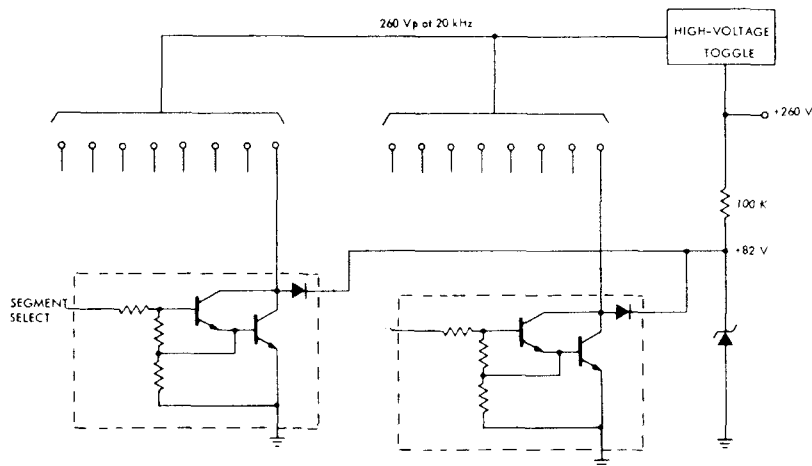 260 Vp at 20 kHz
HIGH-VOLTAGE
TOGGLE
+260 V
100 K
+82 V
SEGMENT
SELECT